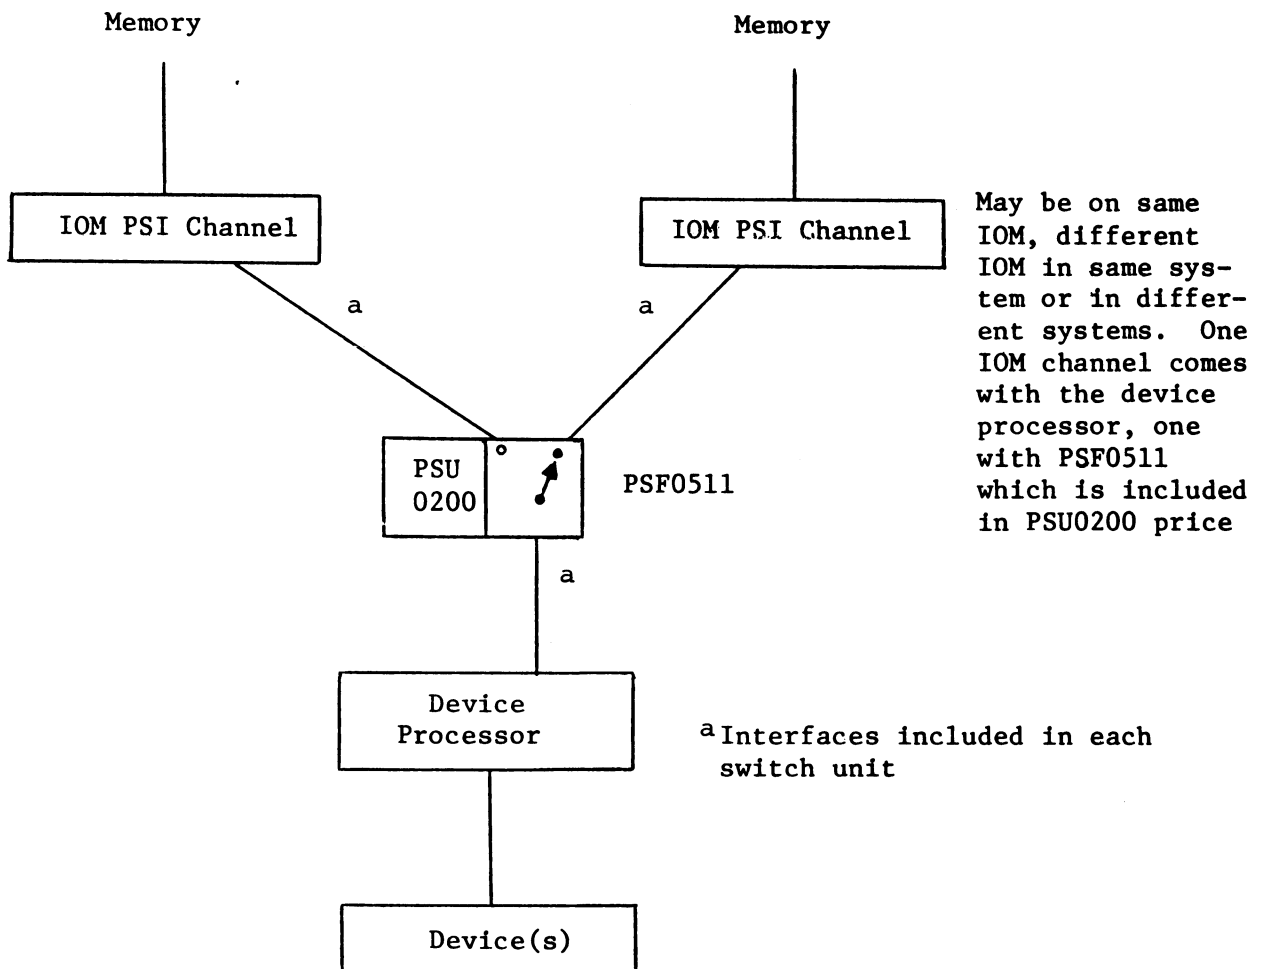 Memory
Memory
IOM PSI Channel
IOM PSI Channel
May be on same
IOM, different
IOM in same sys-
tem or in differ-
ent systems. One
IOM channel comes
with the device
processor, one
with PSF0511
which is included
in PSU0200 price
a
a
PSU
0200
PSF0511
a
Device
Processor
a Interfaces included in each
switch unit
Device(s)